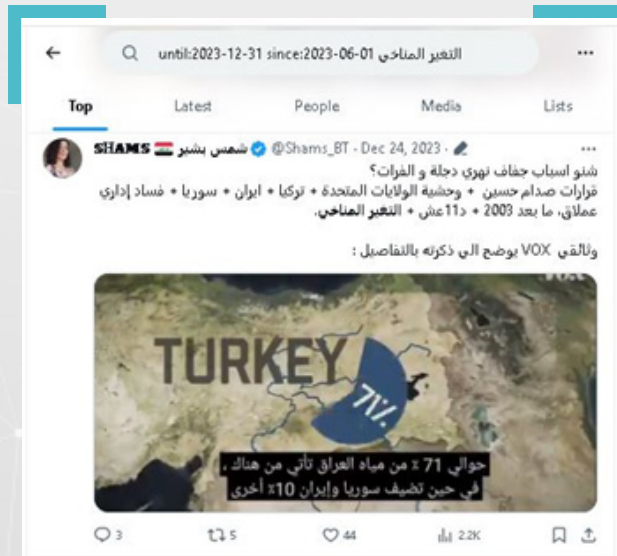 التغير المناخي until:2023-12-31 since:2023-06-01
Top Latest People Media Lists
SHAMS شمس بشير @Shams_BT · Dec 24, 2023 ·
شنو اسباب جفاف نهري دجلة و الفرات؟
قرارات صدام حسين + وحشية الولايات المتحدة + تركيا + ايران + سوريا + فساد إداري
عملاق، ما بعد 2003 + د11عش + التغير المناخي.
وثائقي VOX يوضح الي ذكرته بالتفاصيل :
TURKEY
71%
حوالي 71 ٪ من مياه العراق تأتي من هناك ،
في حين تضيف سوريا وإيران 10٪ أخرى
3 5 44 2.2K